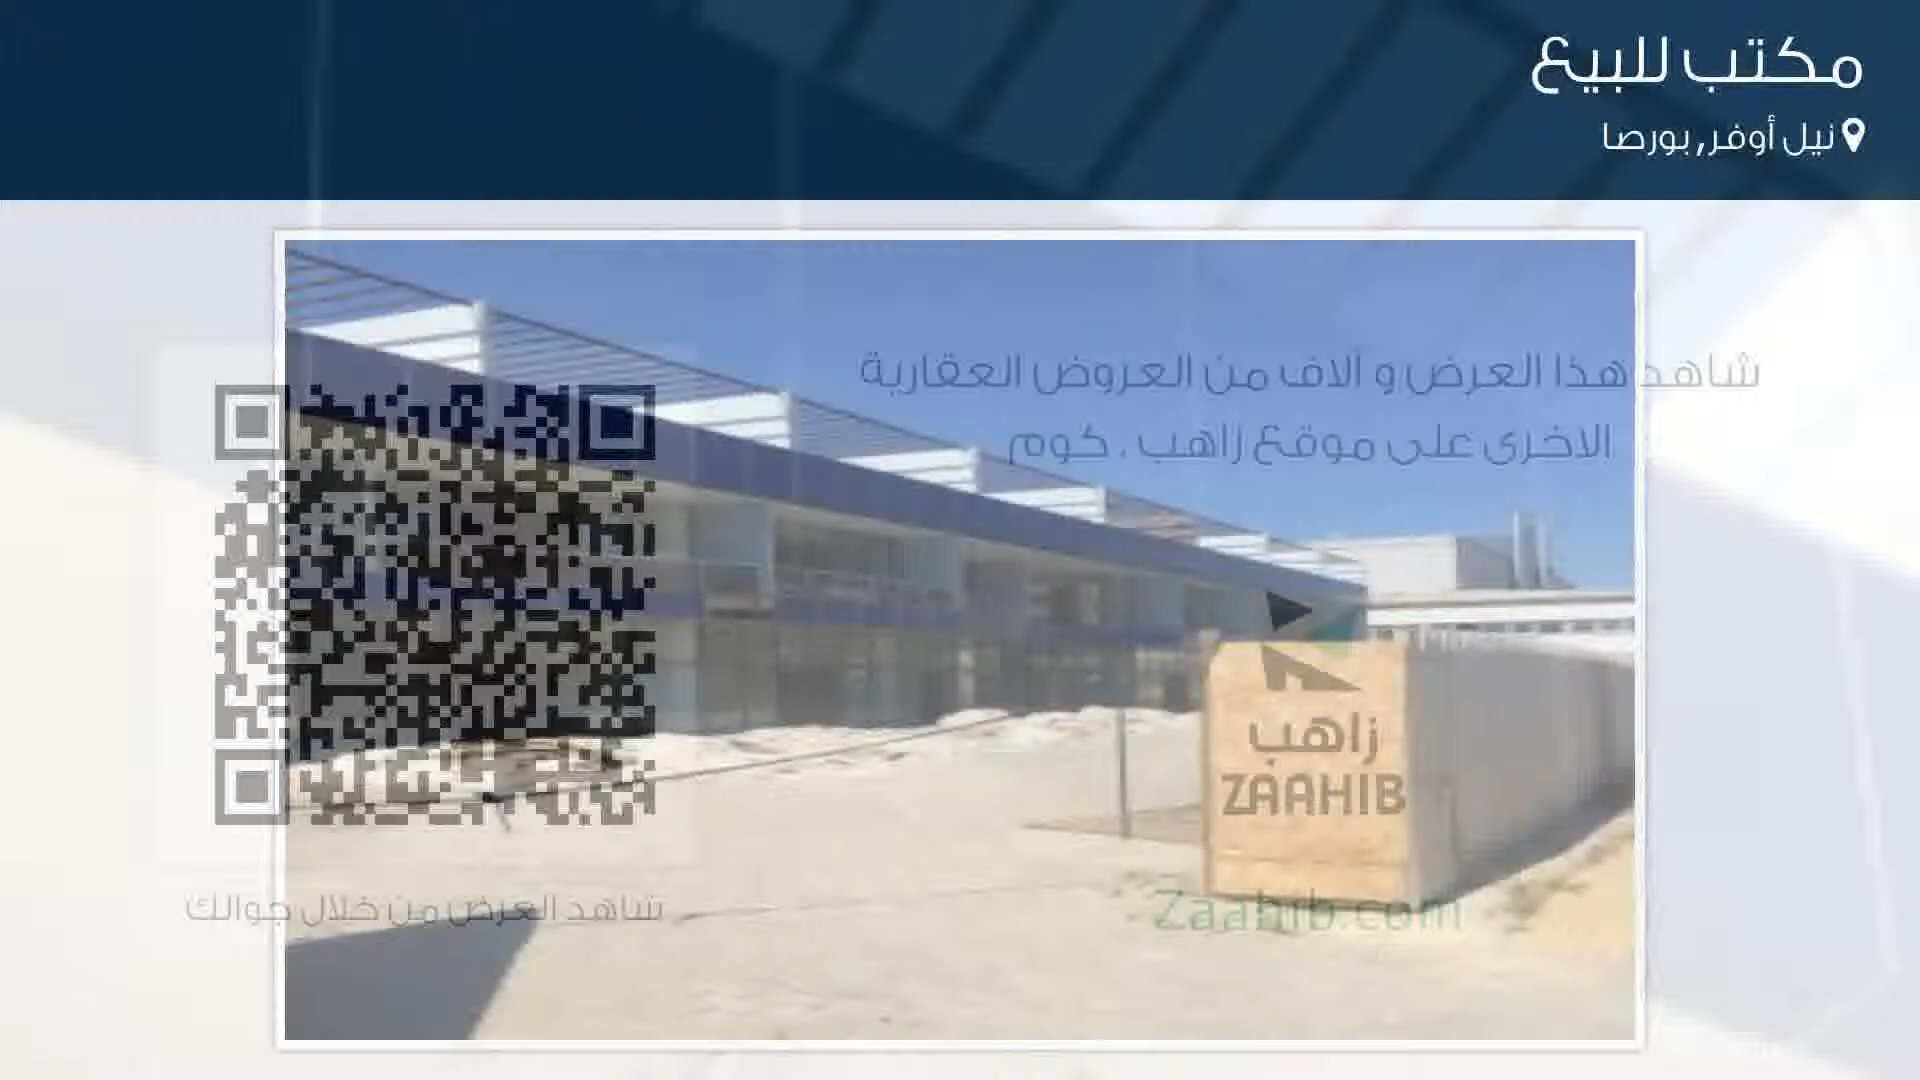 مكتب للبيع
نيل أوفر, بورصا
شاهد هذا العرض و آلاف من العروض العقارية
الاخرى على موقع زاهب . كوم
زاهب
ZAAHIB
Zaahib.com
شاهد العرض من خلال جوالك